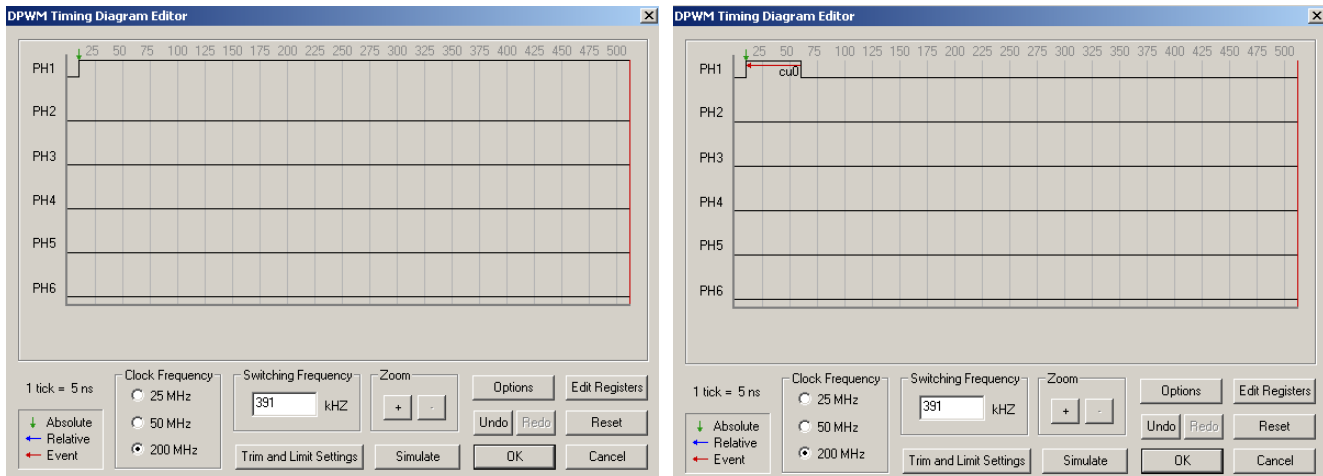 DPWM Timing Diagram Editor
25 50 75 100 125 150 175 200 225 250 275 300 325 350 375 400 425 450 475 500
PH1
PH2
PH3
PH4
PH5
PH6
1 tick = 5 ns
Clock Frequency
25 MHz
50 MHz
200 MHz
Switching Frequency
391 kHZ
Zoom
+ -
Options
Edit Registers
Undo Redo
Reset
Absolute
Relative
Event
Trim and Limit Settings
Simulate
OK
Cancel
DPWM Timing Diagram Editor
25 50 75 100 125 150 175 200 225 250 275 300 325 350 375 400 425 450 475 500
PH1
cu0
PH2
PH3
PH4
PH5
PH6
1 tick = 5 ns
Clock Frequency
25 MHz
50 MHz
200 MHz
Switching Frequency
391 kHZ
Zoom
+ -
Options
Edit Registers
Undo Redo
Reset
Absolute
Relative
Event
Trim and Limit Settings
Simulate
OK
Cancel